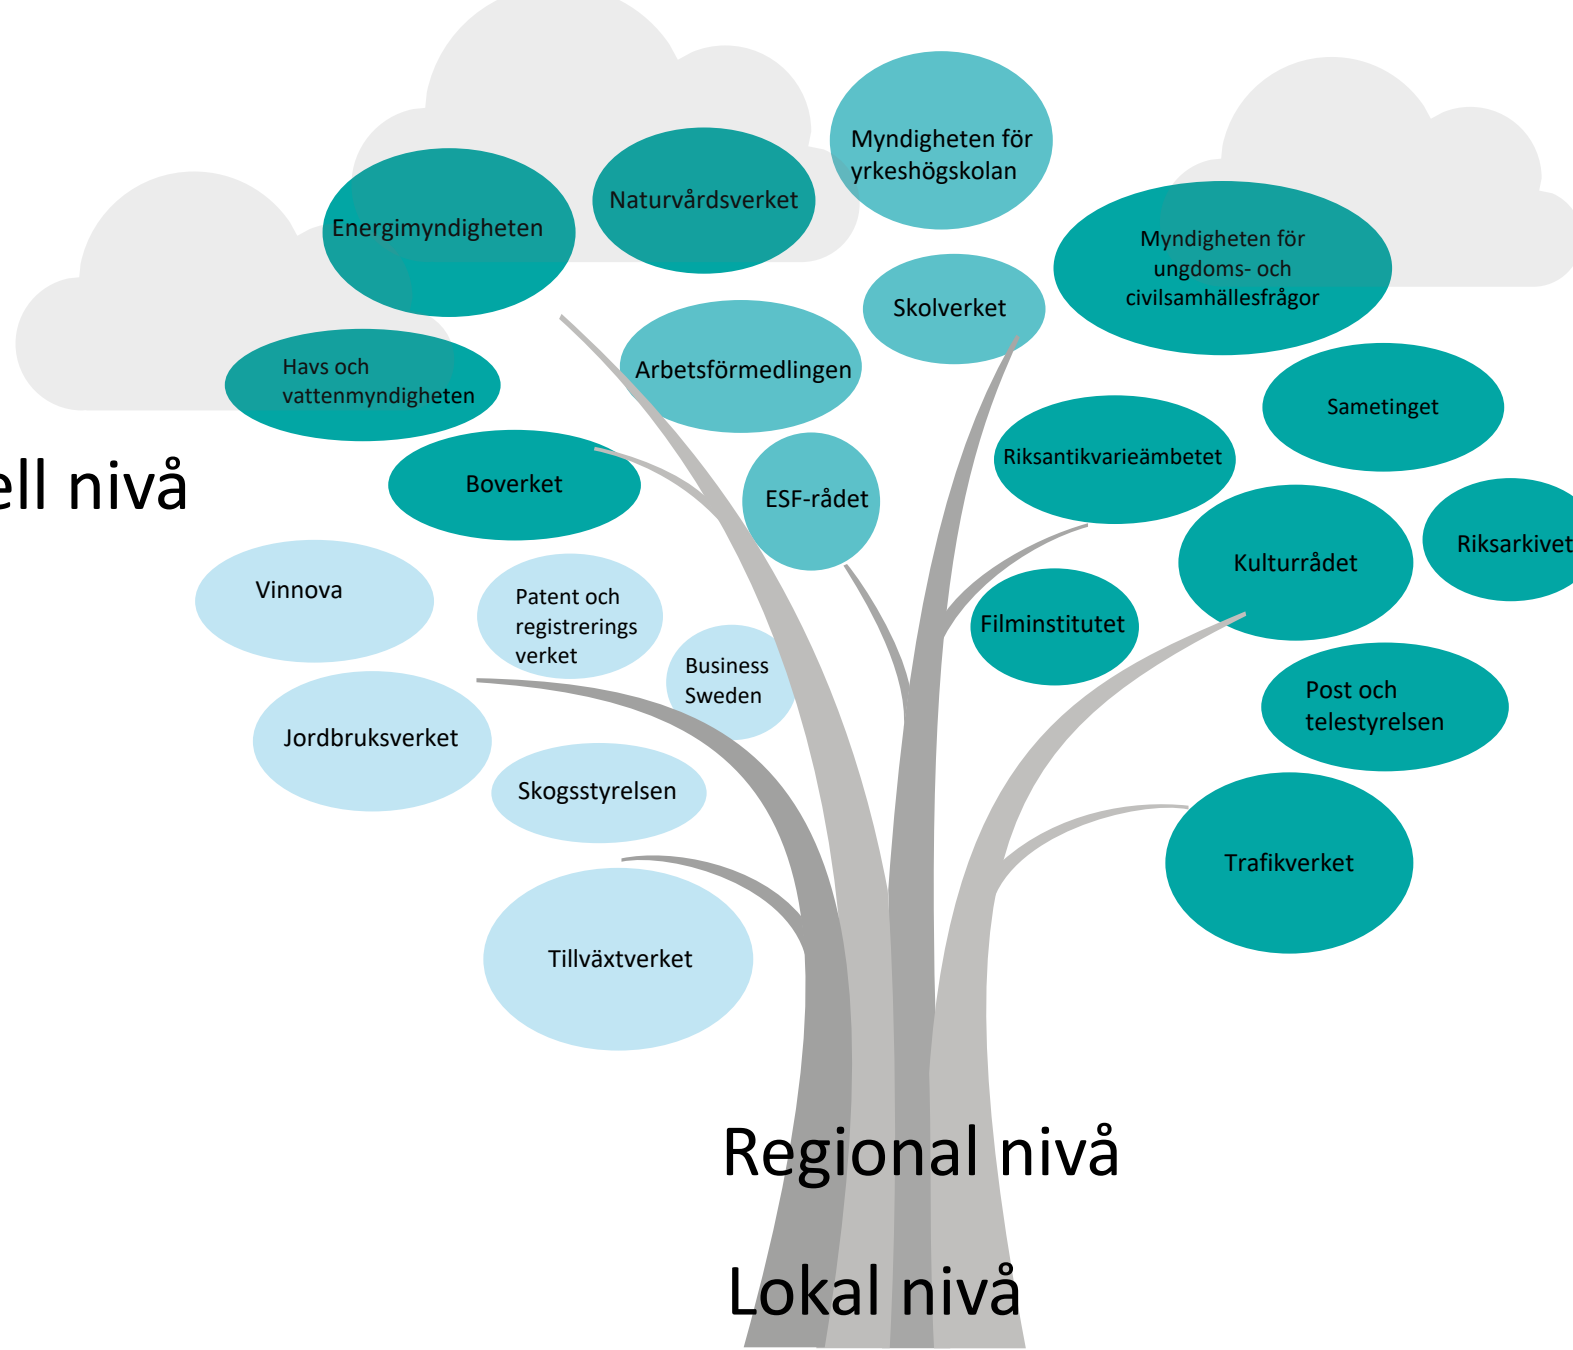 Myndigheten för
yrkeshögskolan
Naturvårdsverket
Energimyndigheten
Myndigheten för
ungdoms- och
civilsamhällesfrågor
Skolverket
Havs och
vattenmyndigheten
Arbetsförmedlingen
Sametinget
Riksantikvarieämbetet
ell nivå
Boverket
ESF-rådet
Riksarkivet
Kulturrådet
Vinnova
Patent och
registrerings
verket
Filminstitutet
Business
Sweden
Post och
telestyrelsen
Jordbruksverket
Skogsstyrelsen
Trafikverket
Tillväxtverket
Regional nivå
Lokal nivå